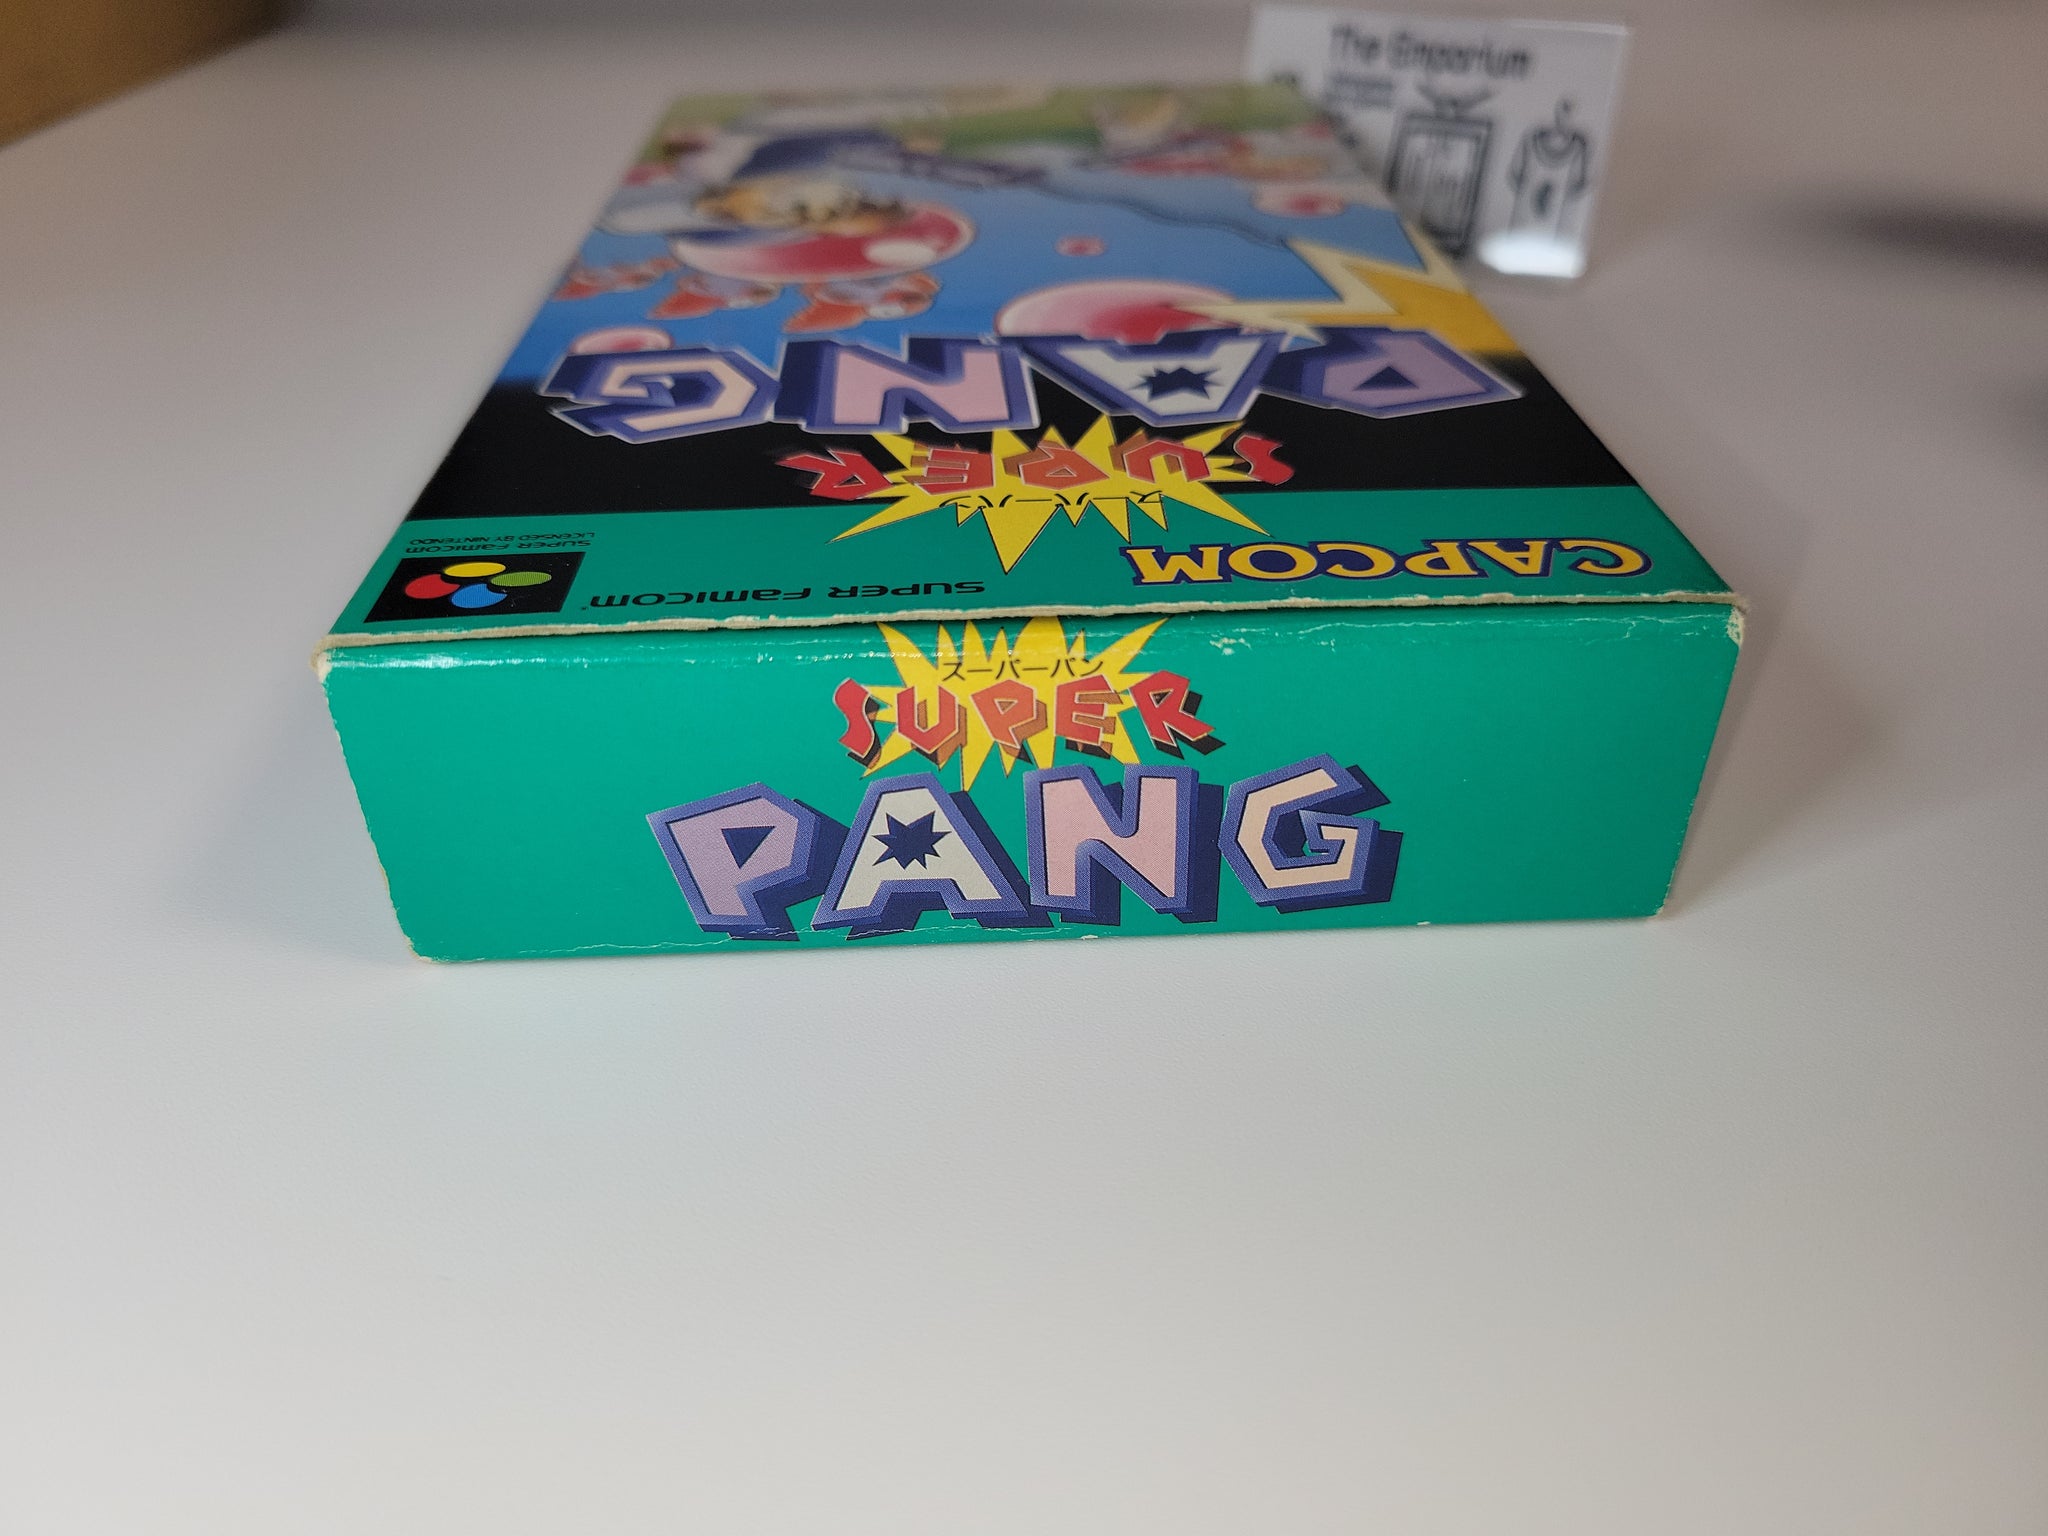 The Emporium
PANG
SUPER
スーパーパン
CAPCOM
SUPER FAMICOM
LICENSED BY NINTENDO
SUPER FAMICOM
スーパーパン
SUPER
PANG